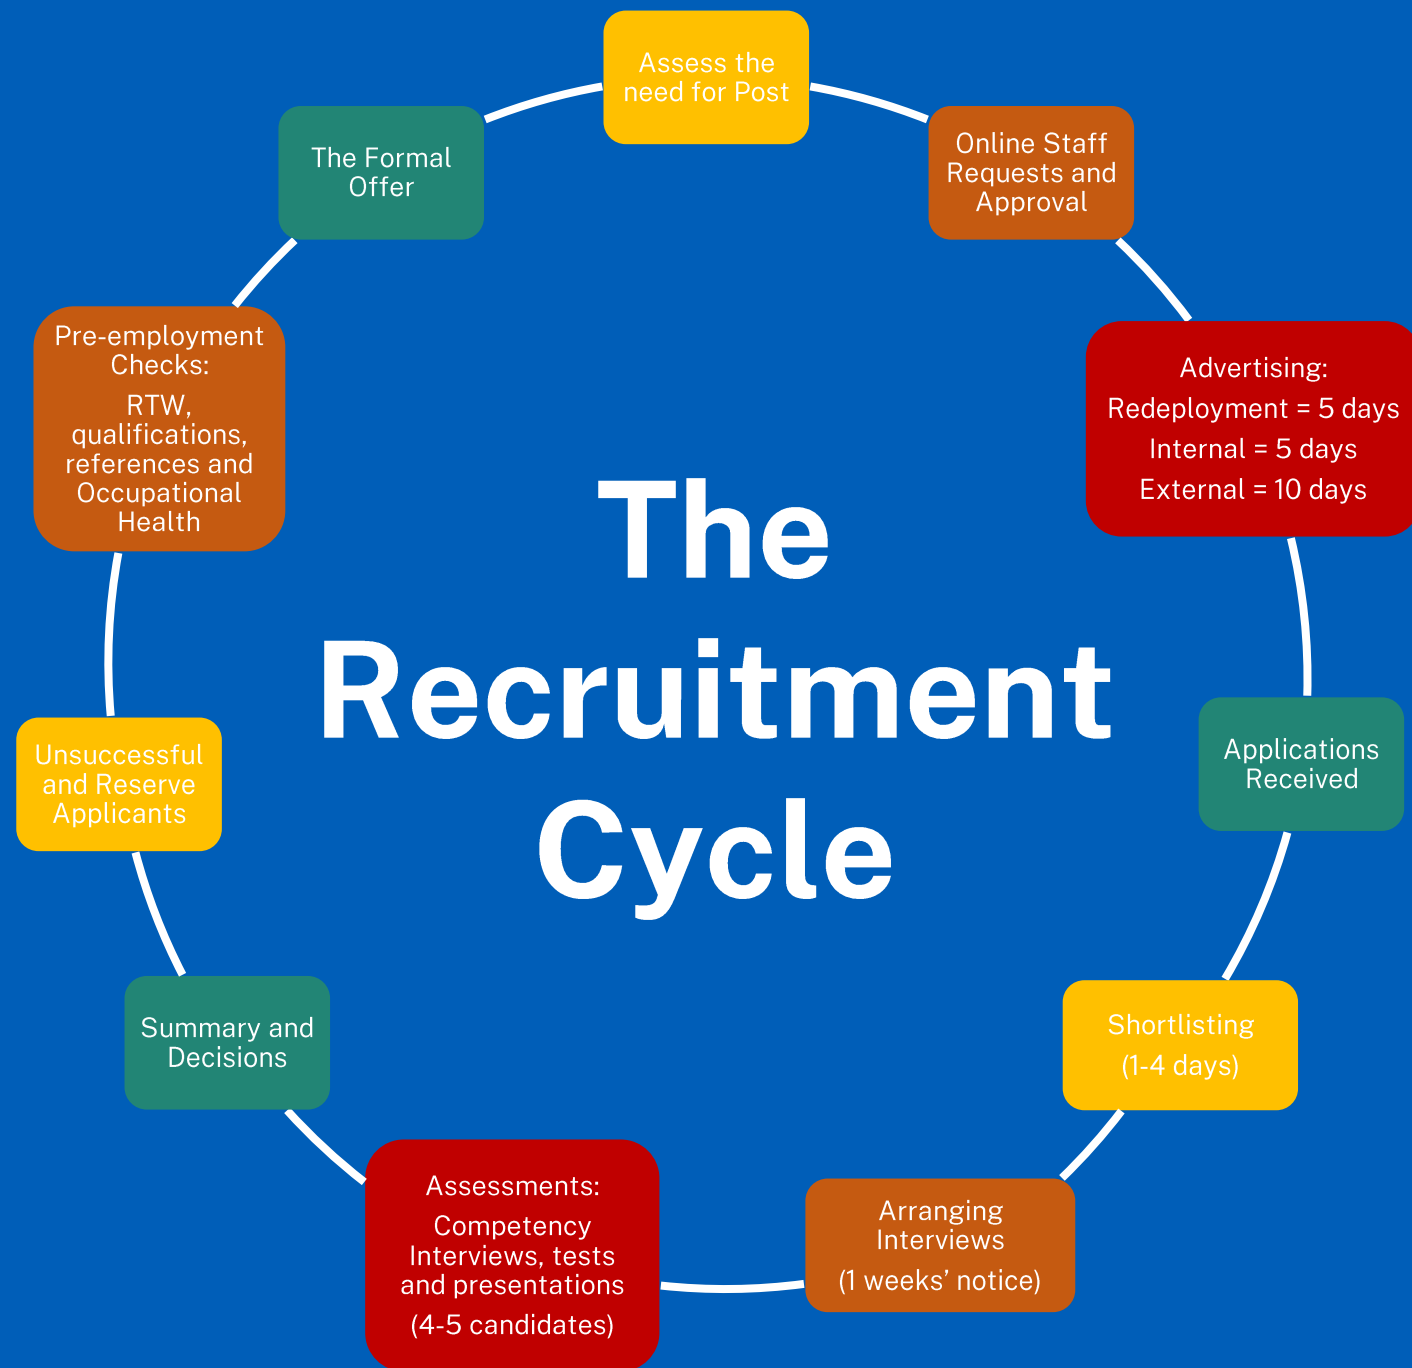 Assess the
need for Post
Online Staff
Requests and
Approval
Advertising:
Redeployment = 5 days
Internal = 5 days
External = 10 days
Applications
Received
Shortlisting
(1-4 days)
Arranging
Interviews
(1 weeks’ notice)
Assessments:
Competency
Interviews, tests
and presentations
(4-5 candidates)
Summary and
Decisions
Unsuccessful
and Reserve
Applicants
Pre-employment
Checks:
RTW,
qualifications,
references and
Occupational
Health
The Formal
Offer
The
Recruitment
Cycle